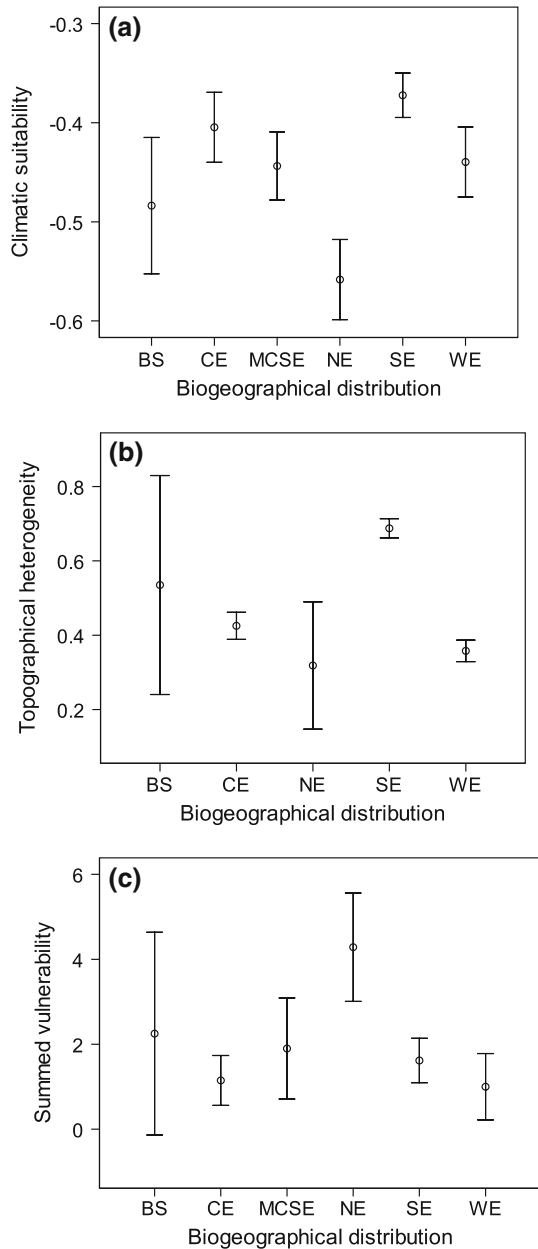 (a)
Climatic suitability
-0.3
-0.4
-0.5
-0.6
BS CE MCSE NE SE WE
Biogeographical distribution
(b)
Topographical heterogeneity
0.8
0.6
0.4
0.2
BS CE NE SE WE
Biogeographical distribution
(c)
Summed vulnerability
6
4
2
0
BS CE MCSE NE SE WE
Biogeographical distribution